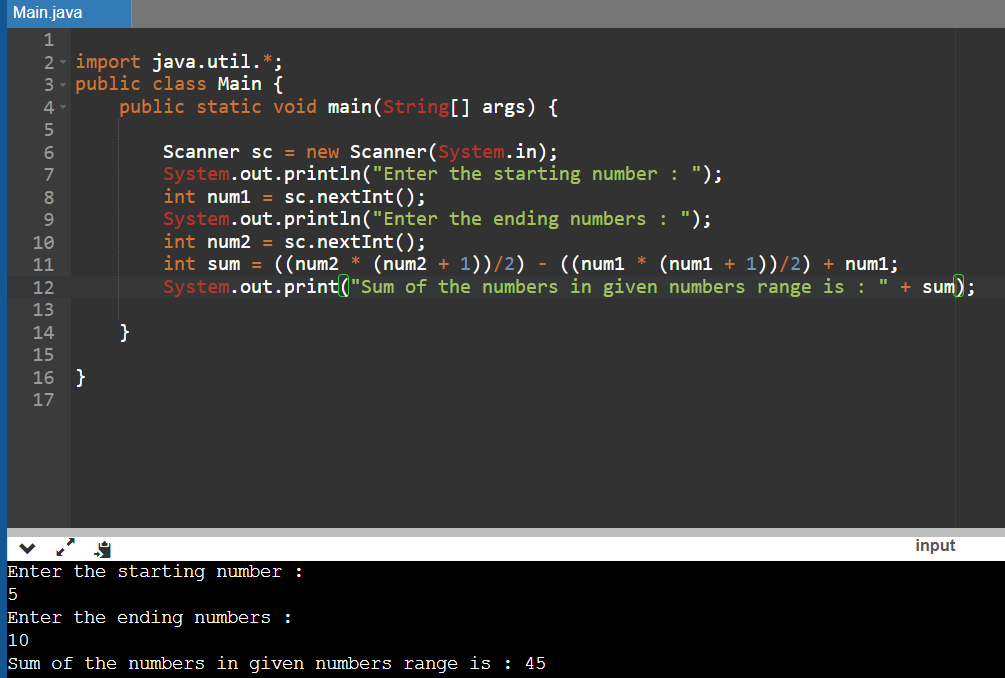 Main.java
1
2 import java.util.*;
3 public class Main {
4     public static void main(String[] args) {
5
6         Scanner sc = new Scanner(System.in);
7         System.out.println("Enter the starting number : ");
8         int num1 = sc.nextInt();
9         System.out.println("Enter the ending numbers : ");
10         int num2 = sc.nextInt();
11         int sum = ((num2 * (num2 + 1))/2) - ((num1 * (num1 + 1))/2) + num1;
12         System.out.print("Sum of the numbers in given numbers range is : " + sum);
13
14     }
15
16 }
17
input
Enter the starting number :
5
Enter the ending numbers :
10
Sum of the numbers in given numbers range is : 45